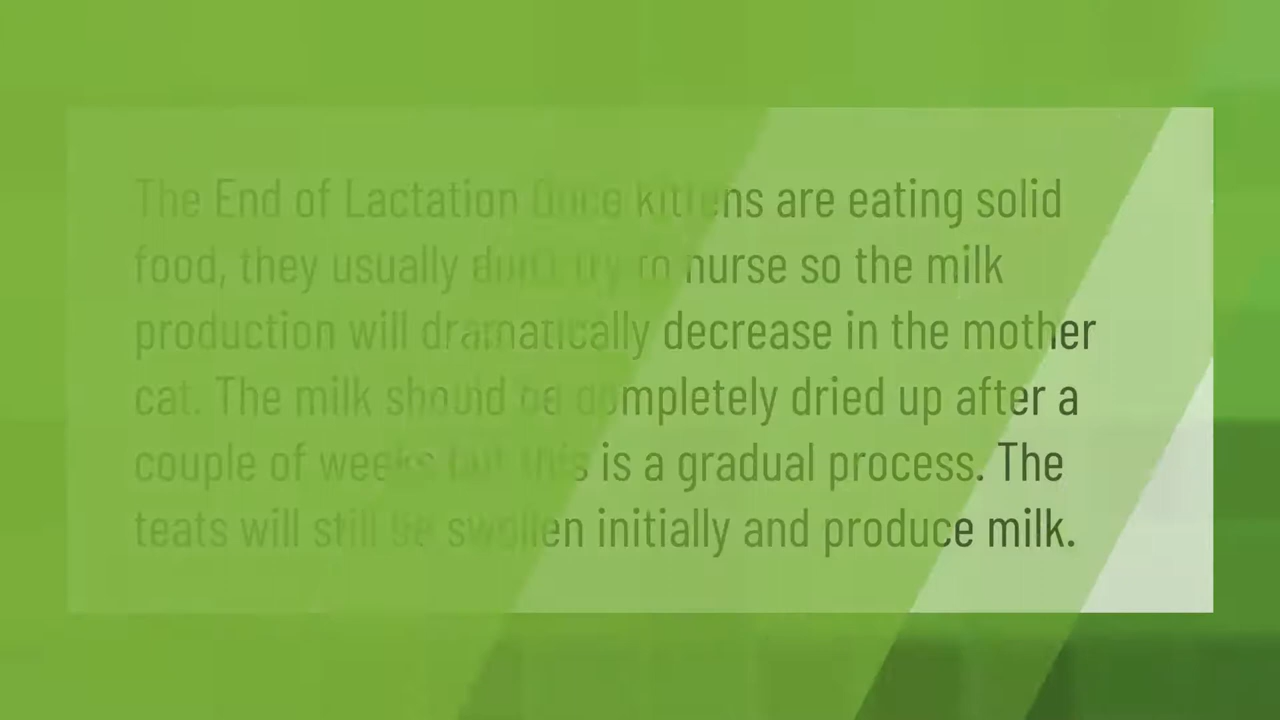 The End of Lactation Once kittens are eating solid
food, they usually don't try to nurse so the milk
production will dramatically decrease in the mother
cat. The milk should be completely dried up after a
couple of weeks but this is a gradual process. The
teats will still be swollen initially and produce milk.